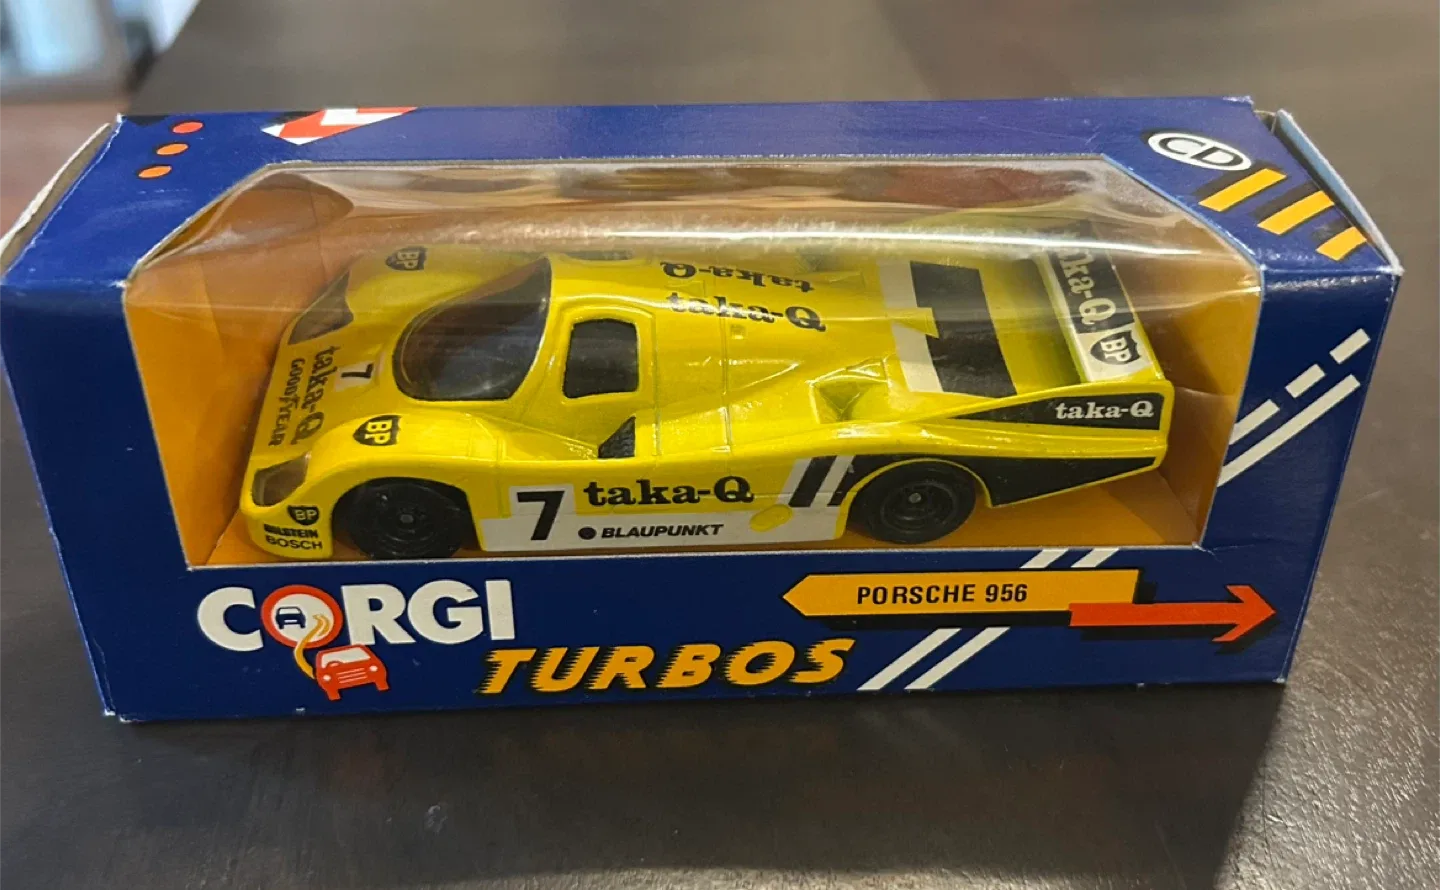 CD
BP
taka-Q
taka-Q
taka-Q
BP
taka-Q
GOODYEAR
7
BP
taka-Q
7
taka-Q
BLAUPUNKT
BP
BILSTEIN
BOSCH
CORGI
TURBOS
PORSCHE 956